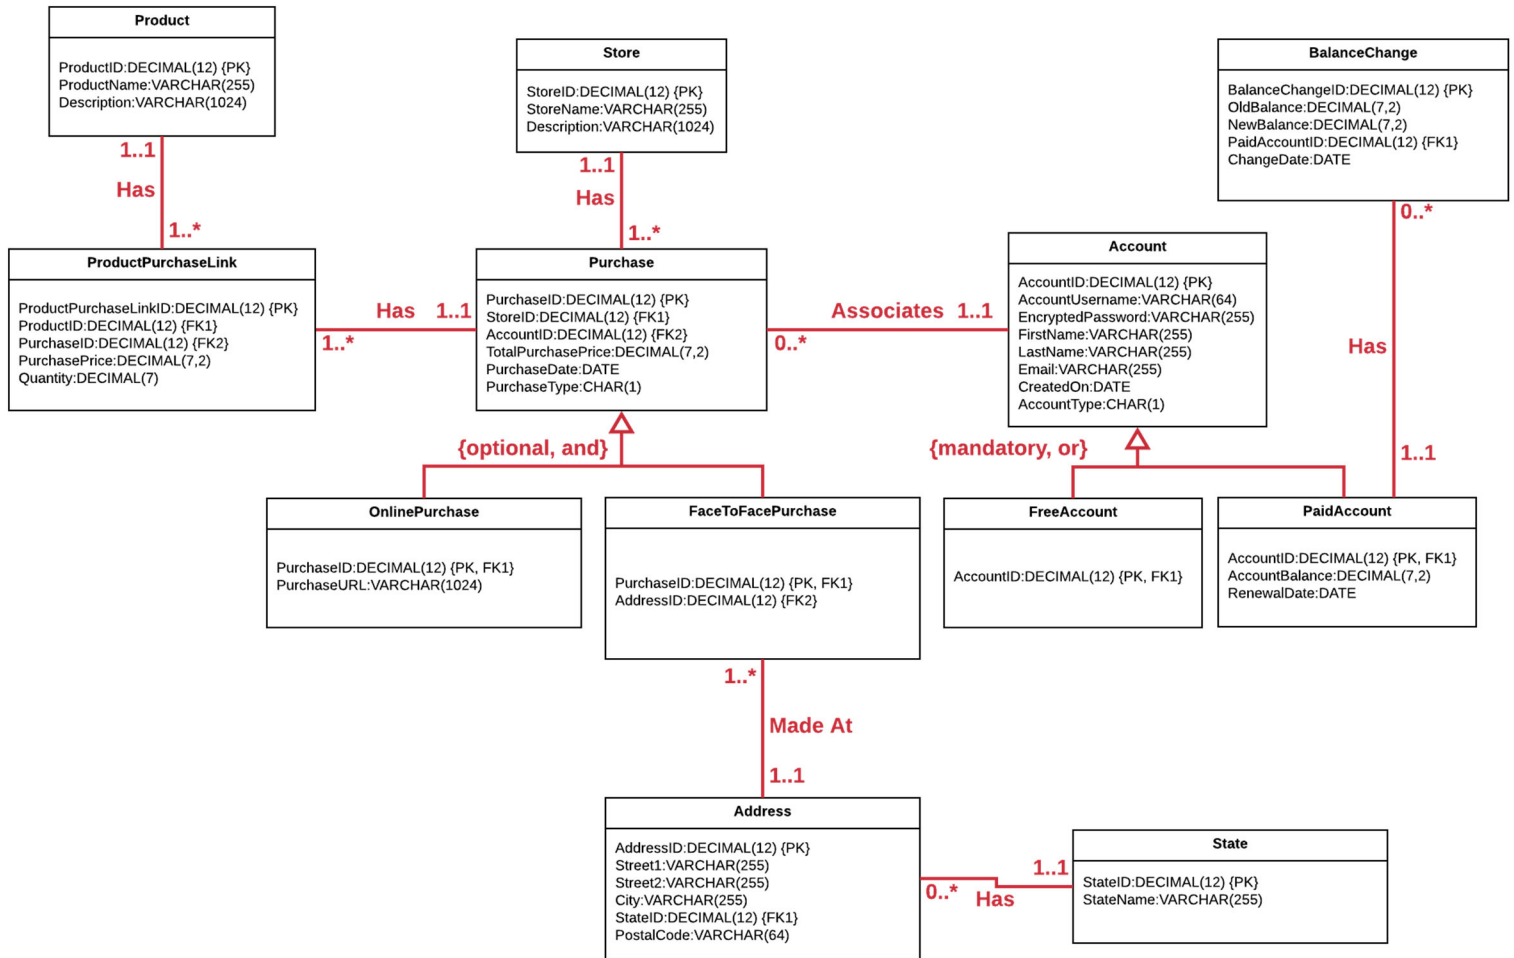 Product
ProductID:DECIMAL(12) {PK}
ProductName:VARCHAR(255)
Description:VARCHAR(1024)
1..1
Has
1..*
Store
StoreID:DECIMAL(12) {PK}
StoreName:VARCHAR(255)
Description:VARCHAR(1024)
1..1
Has
1..*
BalanceChange
BalanceChangeID:DECIMAL(12) {PK}
OldBalance:DECIMAL(7,2)
NewBalance:DECIMAL(7,2)
PaidAccountID:DECIMAL(12) {FK1}
ChangeDate:DATE
0..*
Has
1..1
ProductPurchaseLink
ProductPurchaseLinkID:DECIMAL(12) {PK}
ProductID:DECIMAL(12) {FK1}
PurchaseID:DECIMAL(12) {FK2}
PurchasePrice:DECIMAL(7,2)
Quantity:DECIMAL(7)
Has 1..1
1..*
Purchase
PurchaseID:DECIMAL(12) {PK}
StoreID:DECIMAL(12) {FK1}
AccountID:DECIMAL(12) {FK2}
TotalPurchasePrice:DECIMAL(7,2)
PurchaseDate:DATE
PurchaseType:CHAR(1)
Associates 1..1
0..*
Account
AccountID:DECIMAL(12) {PK}
AccountUsername:VARCHAR(64)
EncryptedPassword:VARCHAR(255)
FirstName:VARCHAR(255)
LastName:VARCHAR(255)
Email:VARCHAR(255)
CreatedOn:DATE
AccountType:CHAR(1)
{optional, and}
{mandatory, or}
OnlinePurchase
PurchaseID:DECIMAL(12) {PK, FK1}
PurchaseURL:VARCHAR(1024)
FaceToFacePurchase
PurchaseID:DECIMAL(12) {PK, FK1}
AddressID:DECIMAL(12) {FK2}
FreeAccount
AccountID:DECIMAL(12) {PK, FK1}
PaidAccount
AccountID:DECIMAL(12) {PK, FK1}
AccountBalance:DECIMAL(7,2)
RenewalDate:DATE
1..*
Made At
1..1
Address
AddressID:DECIMAL(12) {PK}
Street1:VARCHAR(255)
Street2:VARCHAR(255)
City:VARCHAR(255)
StateID:DECIMAL(12) {FK1}
PostalCode:VARCHAR(64)
1..1
0..* Has
State
StateID:DECIMAL(12) {PK}
StateName:VARCHAR(255)